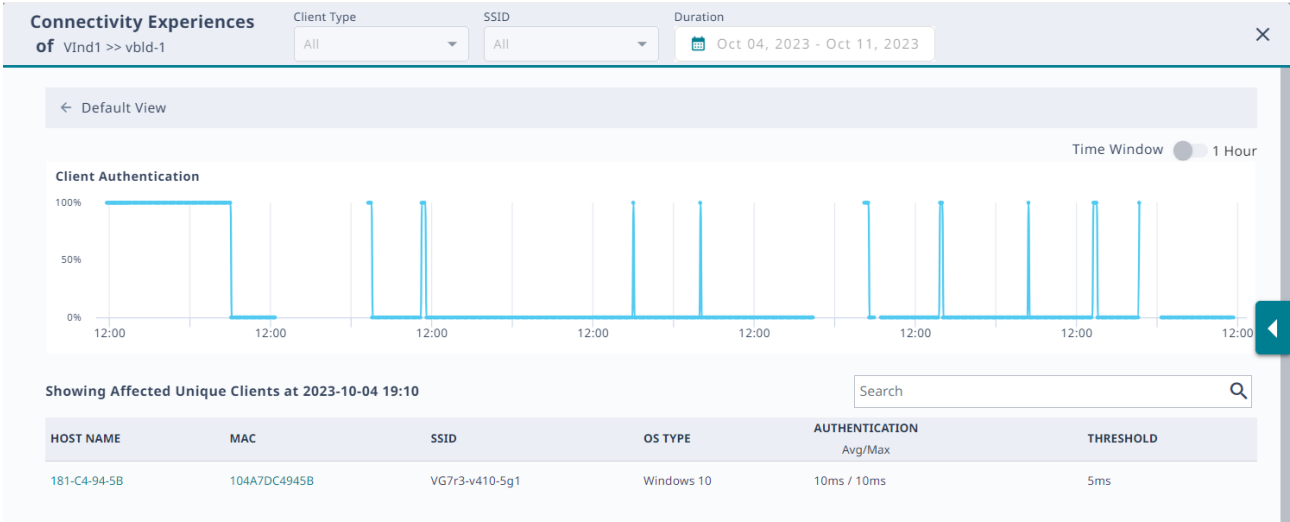 Connectivity Experiences
of VInd1 >> vbld-1
Client Type
All
SSID
All
Duration
Oct 04, 2023 - Oct 11, 2023
← Default View
Time Window 1 Hour
Client Authentication
100%
50%
0%
12:00 12:00 12:00 12:00 12:00 12:00 12:00 12:00
Showing Affected Unique Clients at 2023-10-04 19:10
Search
HOST NAME MAC SSID OS TYPE AUTHENTICATION Avg/Max THRESHOLD
181-C4-94-5B 104A7DC4945B VG7r3-v410-5g1 Windows 10 10ms / 10ms 5ms